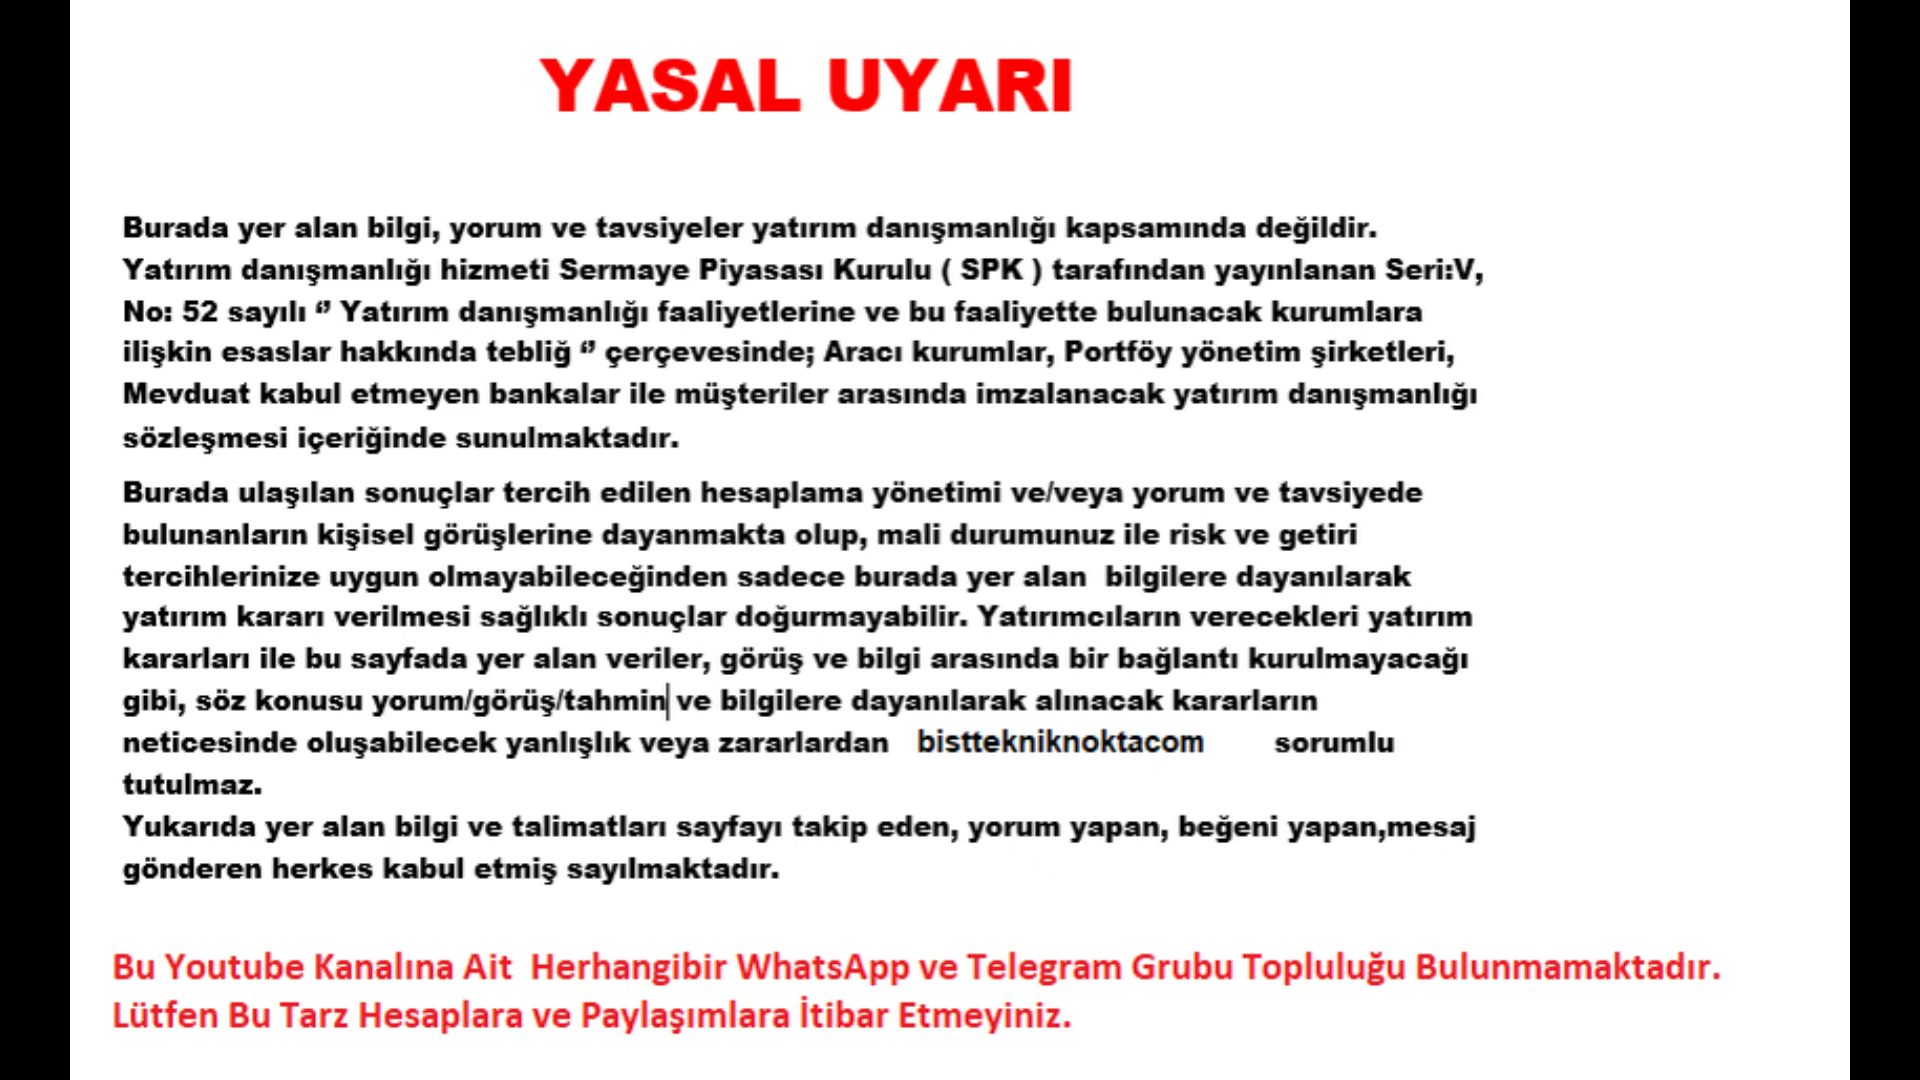 YASAL UYARI
Burada yer alan bilgi, yorum ve tavsiyeler yatırım danışmanlığı kapsamında değildir.
Yatırım danışmanlığı hizmeti Sermaye Piyasası Kurulu ( SPK ) tarafından yayınlanan Seri:V,
No: 52 sayılı ‘’ Yatırım danışmanlığı faaliyetlerine ve bu faaliyette bulunacak kurumlara
ilişkin esaslar hakkında tebliğ ‘’ çerçevesinde; Aracı kurumlar, Portföy yönetim şirketleri,
Mevduat kabul etmeyen bankalar ile müşteriler arasında imzalanacak yatırım danışmanlığı
sözleşmesi içeriğinde sunulmaktadır.
Burada ulaşılan sonuçlar tercih edilen hesaplama yönetimi ve/veya yorum ve tavsiyede
bulunanların kişisel görüşlerine dayanmakta olup, mali durumunuz ile risk ve getiri
tercihlerinize uygun olmayabileceğinden sadece burada yer alan  bilgilere dayanılarak
yatırım kararı verilmesi sağlıklı sonuçlar doğurmayabilir. Yatırımcıların verecekleri yatırım
kararları ile bu sayfada yer alan veriler, görüş ve bilgi arasında bir bağlantı kurulmayacağı
gibi, söz konusu yorum/görüş/tahmin ve bilgilere dayanılarak alınacak kararların
neticesinde oluşabilecek yanlışlık veya zararlardan bisttekniknoktacom sorumlu
tutulmaz.
Yukarıda yer alan bilgi ve talimatları sayfayı takip eden, yorum yapan, beğeni yapan,mesaj
gönderen herkes kabul etmiş sayılmaktadır.
Bu Youtube Kanalına Ait  Herhangibir WhatsApp ve Telegram Grubu Topluluğu Bulunmamaktadır.
Lütfen Bu Tarz Hesaplara ve Paylaşımlara İtibar Etmeyiniz.